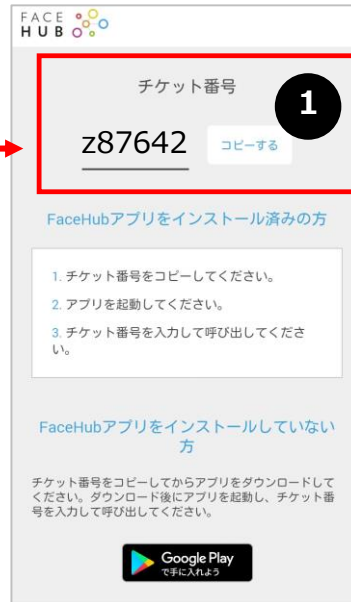 FACE
HUB
チケット番号
1
z87642
コピーする
FaceHubアプリをインストール済みの方
1. チケット番号をコピーしてください。
2. アプリを起動してください。
3. チケット番号を入力して呼び出してくださ
い。
FaceHubアプリをインストールしていない
方
チケット番号をコピーしてからアプリをダウンロードして
ください。ダウンロード後にアプリを起動し、チケット番
号を入力して呼び出してください。
Google Play
で手に入れよう